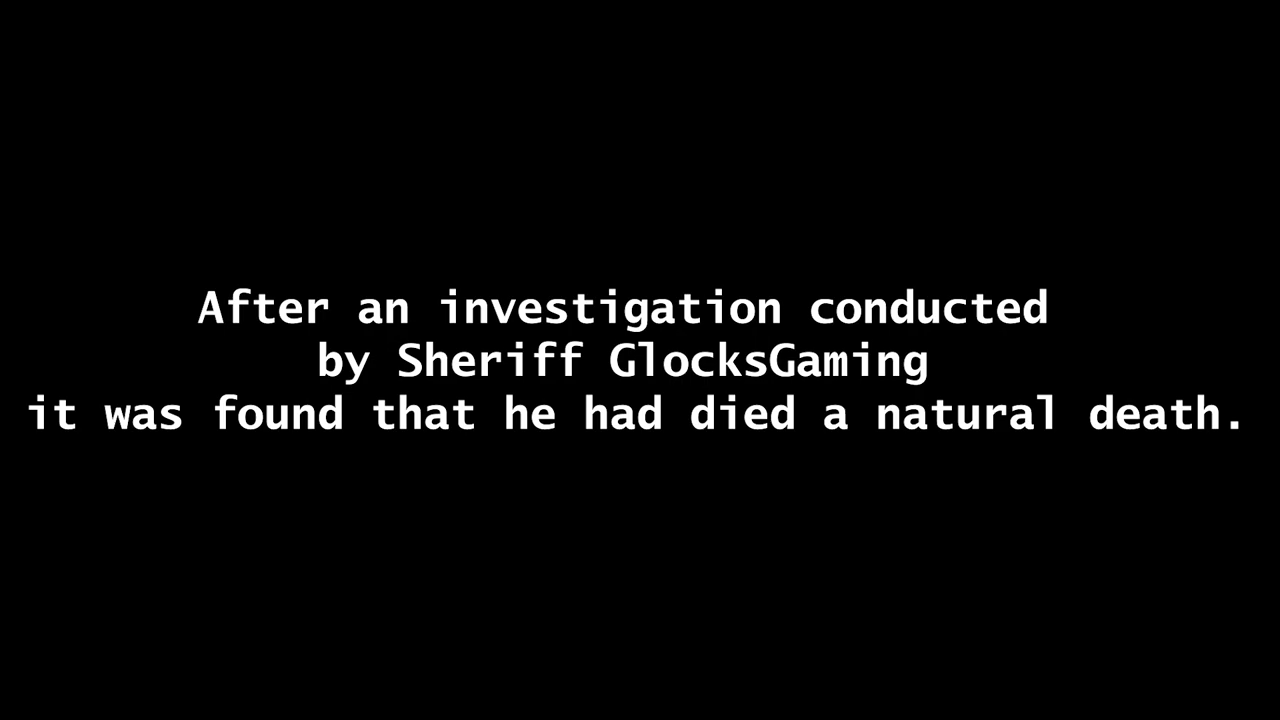 After an investigation conducted
by Sheriff GlocksGaming
it was found that he had died a natural death.